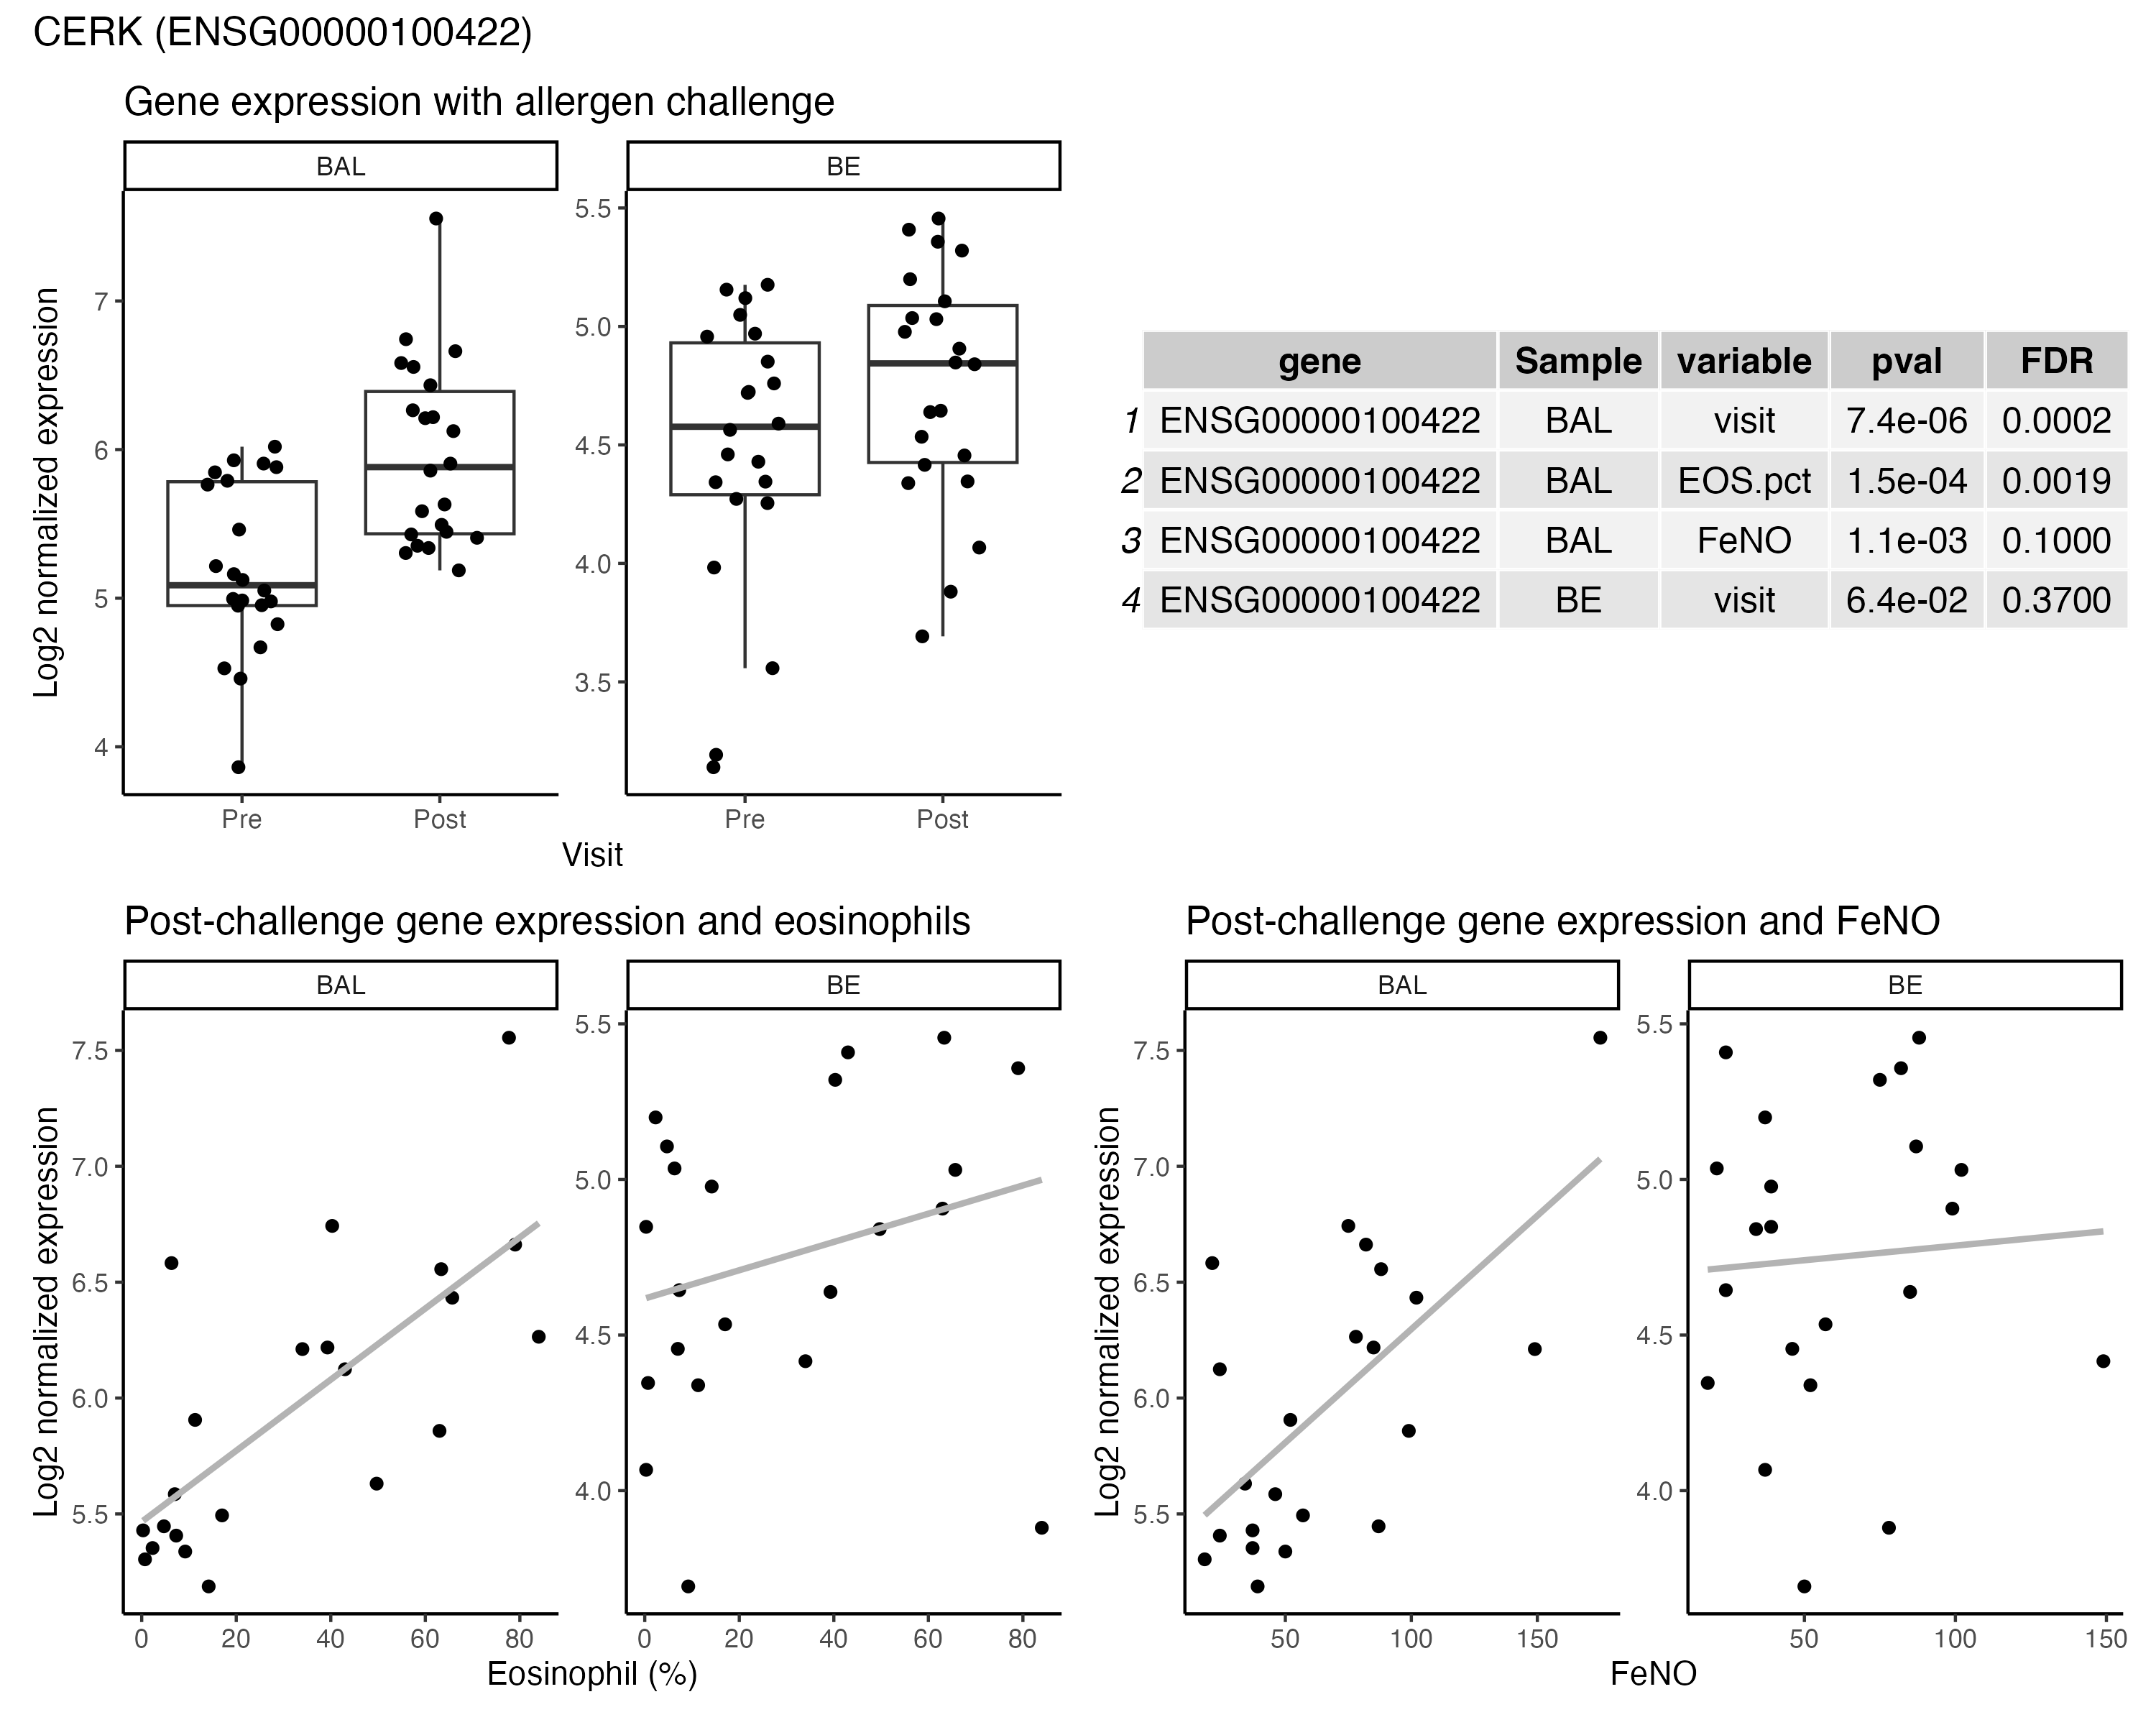 CERK (ENSG00000100422)
Gene expression with allergen challenge
BAL
BE
Log2 normalized expression
7
6
5
4
5.5
5.0
4.5
4.0
3.5
Pre
Post
Pre
Post
Visit
gene Sample variable pval FDR
1 ENSG00000100422 BAL visit 7.4e-06 0.0002
2 ENSG00000100422 BAL EOS.pct 1.5e-04 0.0019
3 ENSG00000100422 BAL FeNO 1.1e-03 0.1000
4 ENSG00000100422 BE visit 6.4e-02 0.3700
Post-challenge gene expression and eosinophils
BAL
BE
Log2 normalized expression
7.5
7.0
6.5
6.0
5.5
5.5
5.0
4.5
4.0
0 20 40 60 80
0 20 40 60 80
Eosinophil (%)
Post-challenge gene expression and FeNO
BAL
BE
Log2 normalized expression
7.5
7.0
6.5
6.0
5.5
5.5
5.0
4.5
4.0
50 100 150
50 100 150
FeNO